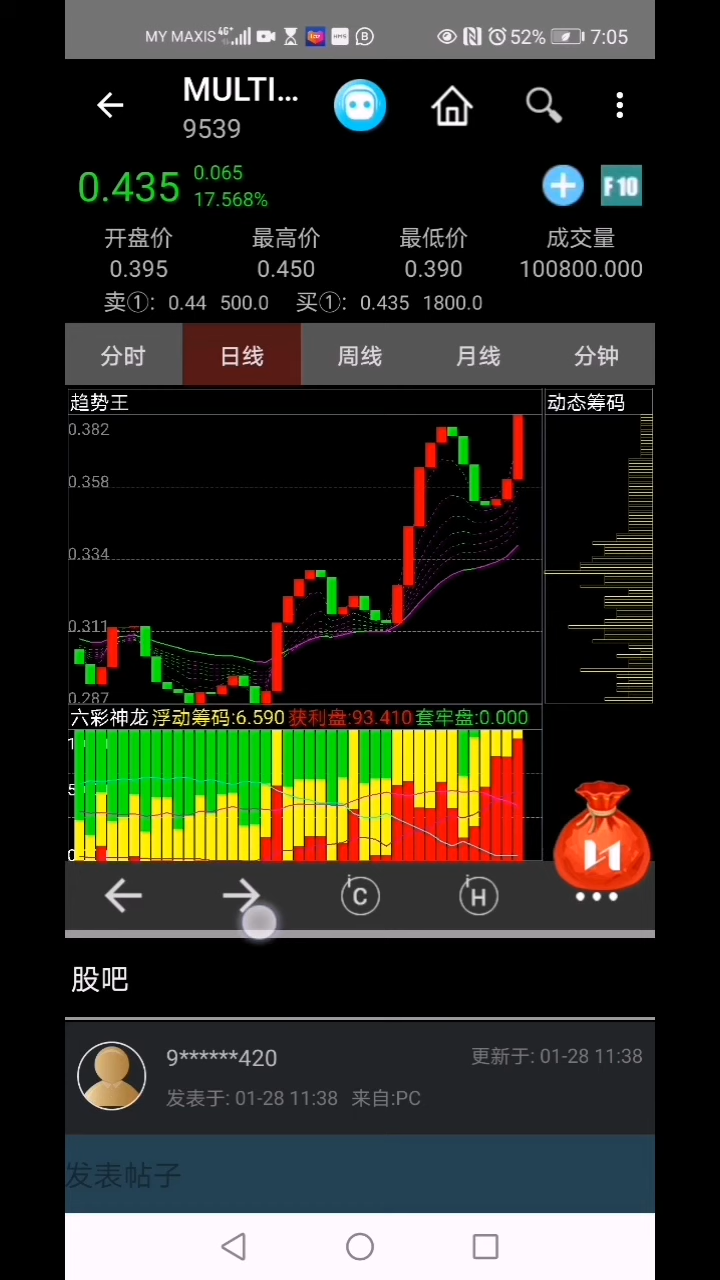 MY MAXIS 4G+ HMS B 52% 7:05
MULTI...
9539
0.435 0.065
17.568%
F10
开盘价 最高价 最低价 成交量
0.395 0.450 0.390 100800.000
卖①: 0.44 500.0 买①: 0.435 1800.0
分时 日线 周线 月线 分钟
趋势王 动态筹码
0.382
0.358
0.334
0.311
0.287
六彩神龙 浮动筹码:6.590 获利盘:93.410 套牢盘:0.000
C H
股吧
9******420 更新于: 01-28 11:38
发表于: 01-28 11:38 来自:PC
发表帖子